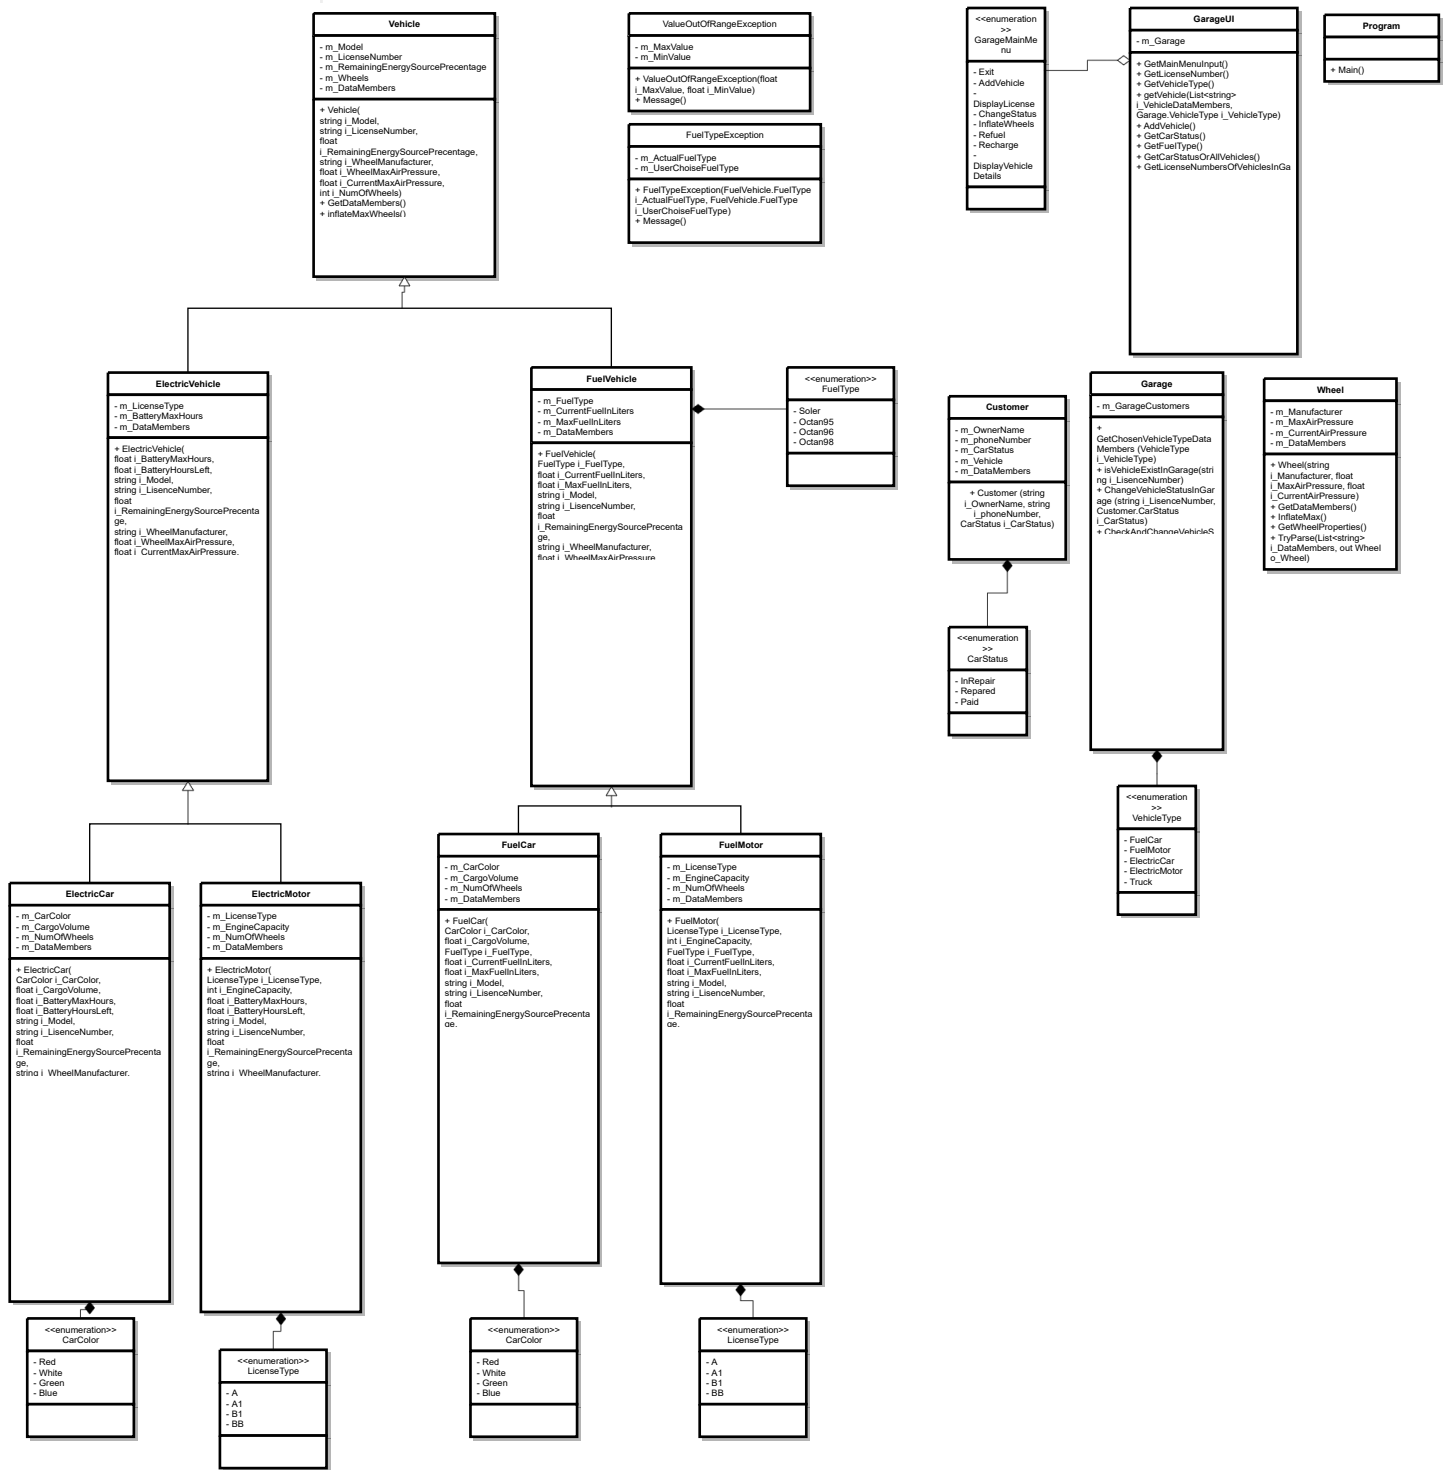 Vehicle
- m_Model
- m_LicenseNumber
- m_RemainingEnergySourcePrecentage
- m_Wheels
- m_DataMembers
+ Vehicle(
string i_Model,
string i_LicenseNumber,
float
i_RemainingEnergySourcePrecentage,
string i_WheelManufacturer,
float i_WheelMaxAirPressure,
float i_CurrentMaxAirPressure,
int i_NumOfWheels)
+ GetDataMembers()
+ inflateMaxWheels()
ValueOutOfRangeException
- m_MaxValue
- m_MinValue
+ ValueOutOfRangeException(float
i_MaxValue, float i_MinValue)
+ Message()
FuelTypeException
- m_ActualFuelType
- m_UserChoiseFuelType
+ FuelTypeException(FuelVehicle.FuelType
i_ActualFuelType, FuelVehicle.FuelType
i_UserChoiseFuelType)
+ Message()
<<enumeration
>>
GarageMainMe
nu
- Exit
- AddVehicle
-
DisplayLicense
- ChangeStatus
- InflateWheels
- Refuel
- Recharge
-
DisplayVehicle
Details
GarageUI
- m_Garage
+ GetMainMenuInput()
+ GetLicenseNumber()
+ GetVehicleType()
+ getVehicle(List<string>
i_VehicleDataMembers,
Garage.VehicleType i_VehicleType)
+ AddVehicle()
+ GetCarStatus()
+ GetFuelType()
+ GetCarStatusOrAllVehicles()
+ GetLicenseNumbersOfVehiclesInGa
Program
+ Main()
ElectricVehicle
- m_LicenseType
- m_BatteryMaxHours
- m_DataMembers
+ ElectricVehicle(
float i_BatteryMaxHours,
float i_BatteryHoursLeft,
string i_Model,
string i_LisenceNumber,
float
i_RemainingEnergySourcePrecenta
ge,
string i_WheelManufacturer,
float i_WheelMaxAirPressure,
float i_CurrentMaxAirPressure,
FuelVehicle
- m_FuelType
- m_CurrentFuelInLiters
- m_MaxFuelInLiters
- m_DataMembers
+ FuelVehicle(
FuelType i_FuelType,
float i_CurrentFuelInLiters,
float i_MaxFuelInLiters,
string i_Model,
string i_LisenceNumber,
float
i_RemainingEnergySourcePrecenta
ge,
string i_WheelManufacturer,
float i_WheelMaxAirPressure
<<enumeration>>
FuelType
- Soler
- Octan95
- Octan96
- Octan98
Customer
- m_OwnerName
- m_phoneNumber
- m_CarStatus
- m_Vehicle
- m_DataMembers
+ Customer (string
i_OwnerName, string
i_phoneNumber,
CarStatus i_CarStatus)
Garage
- m_GarageCustomers
+
GetChosenVehicleTypeData
Members (VehicleType
i_VehicleType)
+ isVehicleExistInGarage(stri
ng i_LisenceNumber)
+ ChangeVehicleStatusInGar
age (string i_LisenceNumber,
Customer.CarStatus
i_CarStatus)
+ CheckAndChangeVehicleS
Wheel
- m_Manufacturer
- m_MaxAirPressure
- m_CurrentAirPressure
- m_DataMembers
+ Wheel(string
i_Manufacturer, float
i_MaxAirPressure, float
i_CurrentAirPressure)
+ GetDataMembers()
+ InflateMax()
+ GetWheelProperties()
+ TryParse(List<string>
i_DataMembers, out Wheel
o_Wheel)
<<enumeration
>>
CarStatus
- InRepair
- Repared
- Paid
<<enumeration
>>
VehicleType
- FuelCar
- FuelMotor
- ElectricCar
- ElectricMotor
- Truck
ElectricCar
- m_CarColor
- m_CargoVolume
- m_NumOfWheels
- m_DataMembers
+ ElectricCar(
CarColor i_CarColor,
float i_CargoVolume,
float i_BatteryMaxHours,
float i_BatteryHoursLeft,
string i_Model,
string i_LisenceNumber,
float
i_RemainingEnergySourcePrecenta
ge,
string i_WheelManufacturer,
ElectricMotor
- m_LicenseType
- m_EngineCapacity
- m_NumOfWheels
- m_DataMembers
+ ElectricMotor(
LicenseType i_LicenseType,
int i_EngineCapacity,
float i_BatteryMaxHours,
float i_BatteryHoursLeft,
string i_Model,
string i_LisenceNumber,
float
i_RemainingEnergySourcePrecenta
ge,
string i_WheelManufacturer,
FuelCar
- m_CarColor
- m_CargoVolume
- m_NumOfWheels
- m_DataMembers
+ FuelCar(
CarColor i_CarColor,
float i_CargoVolume,
FuelType i_FuelType,
float i_CurrentFuelInLiters,
float i_MaxFuelInLiters,
string i_Model,
string i_LisenceNumber,
float
i_RemainingEnergySourcePrecenta
ge,
FuelMotor
- m_LicenseType
- m_EngineCapacity
- m_NumOfWheels
- m_DataMembers
+ FuelMotor(
LicenseType i_LicenseType,
int i_EngineCapacity,
FuelType i_FuelType,
float i_CurrentFuelInLiters,
float i_MaxFuelInLiters,
string i_Model,
string i_LisenceNumber,
float
i_RemainingEnergySourcePrecenta
ge,
<<enumeration>>
CarColor
- Red
- White
- Green
- Blue
<<enumeration>>
LicenseType
- A
- A1
- B1
- BB
<<enumeration>>
CarColor
- Red
- White
- Green
- Blue
<<enumeration>>
LicenseType
- A
- A1
- B1
- BB